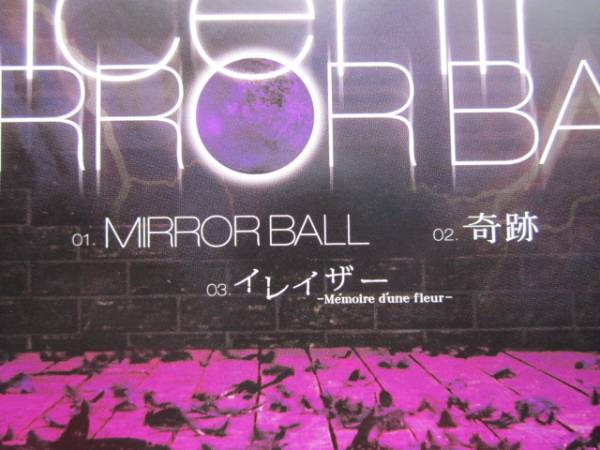 RROR BA
01. MIRROR BALL
02. 奇跡
03. イレイザー
-Mémoire d'une fleur-